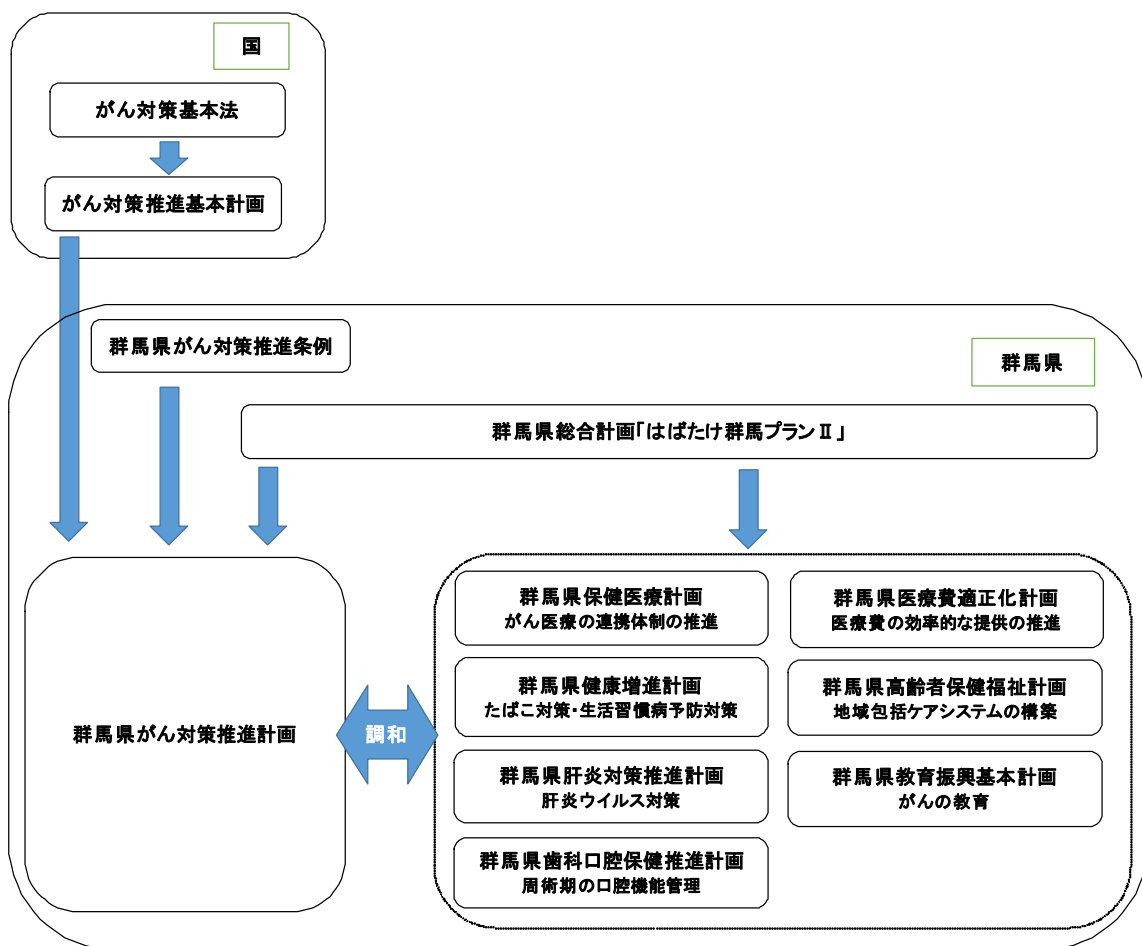 国
がん対策基本法
がん対策推進基本計画
群馬県がん対策推進条例
群馬県
群馬県総合計画「はばたけ群馬プランⅡ」
群馬県がん対策推進計画
調和
群馬県保健医療計画
がん医療の連携体制の推進
群馬県健康増進計画
たばこ対策・生活習慣病予防対策
群馬県肝炎対策推進計画
肝炎ウイルス対策
群馬県歯科口腔保健推進計画
周術期の口腔機能管理
群馬県医療費適正化計画
医療費の効率的な提供の推進
群馬県高齢者保健福祉計画
地域包括ケアシステムの構築
群馬県教育振興基本計画
がんの教育